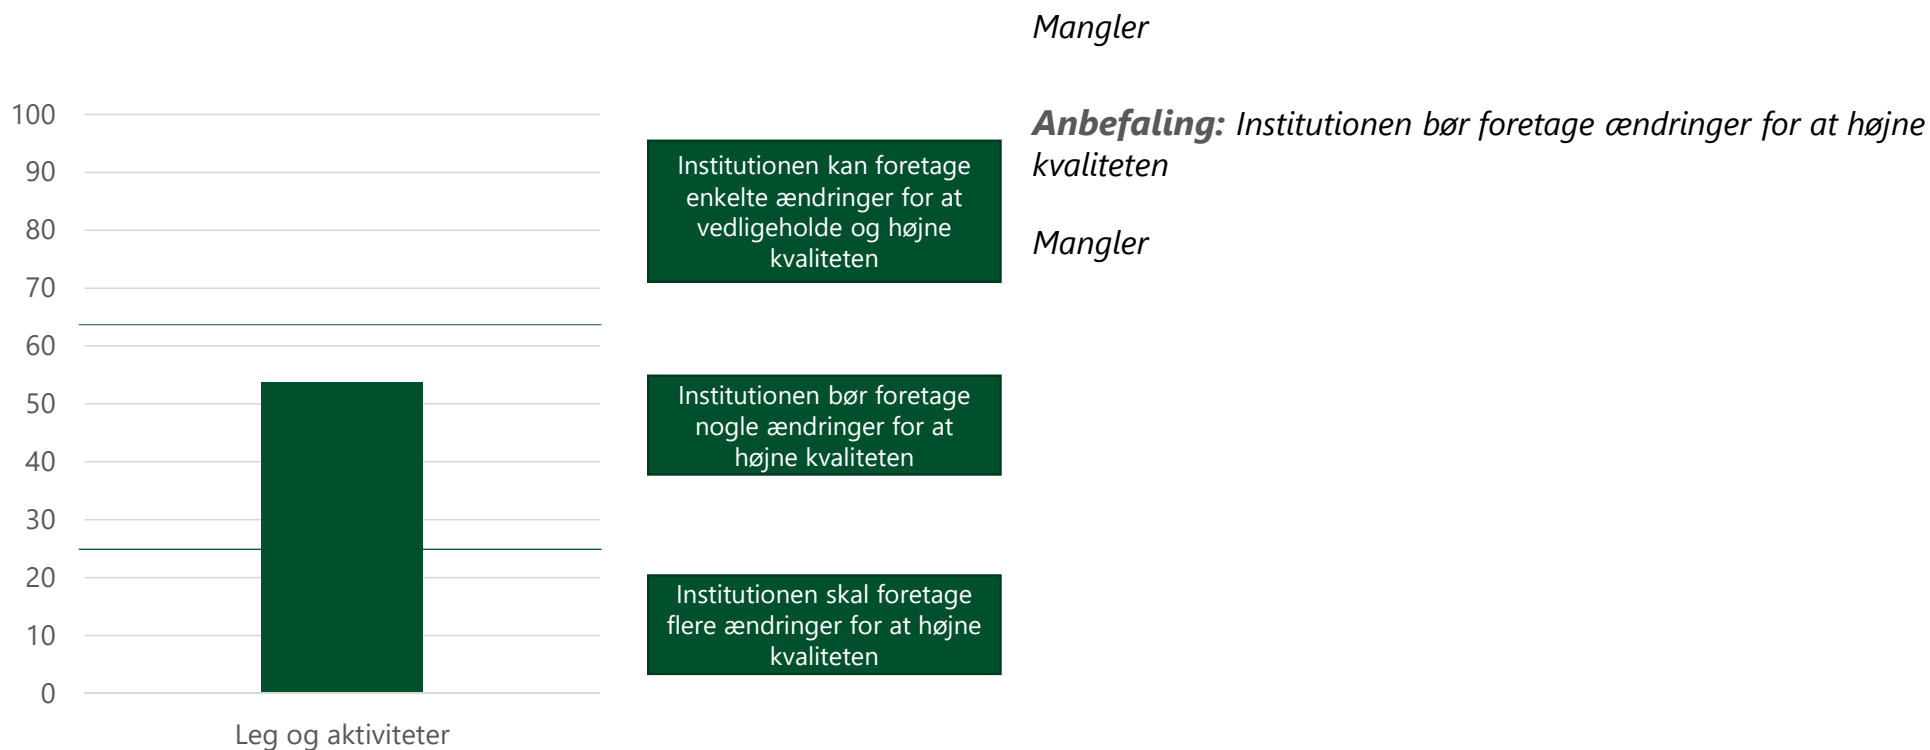 Mangler
Anbefaling: Institutionen bør foretage ændringer for at højne
kvaliteten
Mangler
100
90
80
70
60
50
40
30
20
10
0
Leg og aktiviteter
Institutionen kan foretage
enkelte ændringer for at
vedligeholde og højne
kvaliteten
Institutionen bør foretage
nogle ændringer for at
højne kvaliteten
Institutionen skal foretage
flere ændringer for at højne
kvaliteten